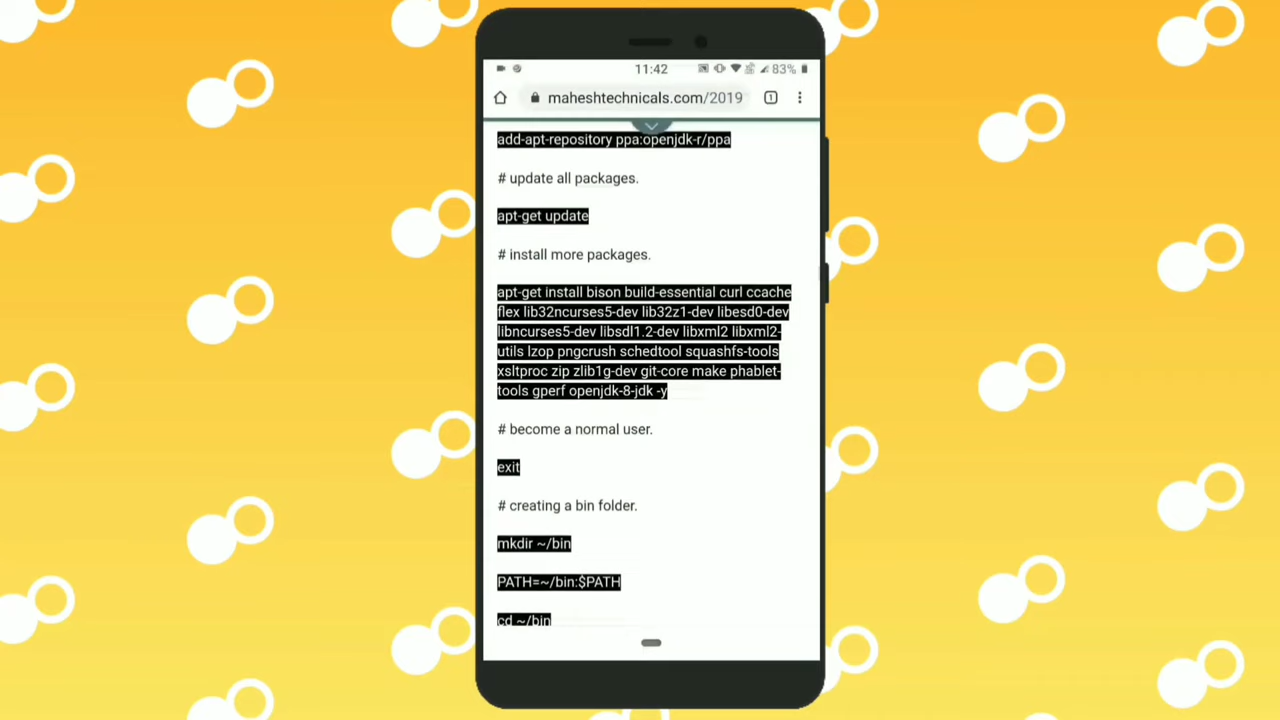 11:42
83%
maheshtechnicals.com/2019
1
add-apt-repository ppa:openjdk-r/ppa
# update all packages.
apt-get update
# install more packages.
apt-get install bison build-essential curl ccache
flex lib32ncurses5-dev lib32z1-dev libesd0-dev
libncurses5-dev libsdl1.2-dev libxml2 libxml2-
utils lzop pngcrush schedtool squashfs-tools
xsltproc zip zlib1g-dev git-core make phablet-
tools gperf openjdk-8-jdk -y
# become a normal user.
exit
# creating a bin folder.
mkdir ~/bin
PATH=~/bin:$PATH
cd ~/bin